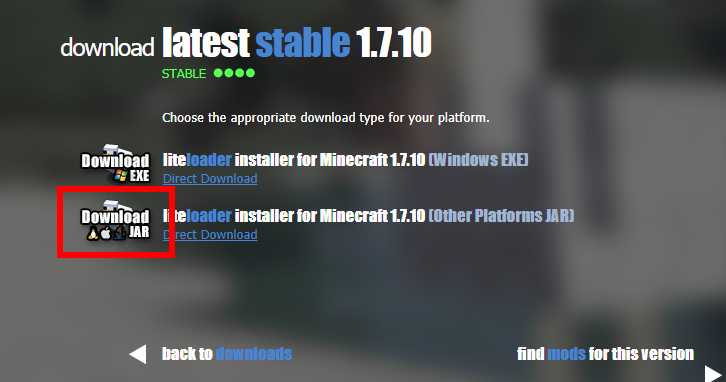 download latest stable 1.7.10
STABLE
Choose the appropriate download type for your platform.
Download EXE
liteloader installer for Minecraft 1.7.10 (Windows EXE)
Direct Download
Download JAR
liteloader installer for Minecraft 1.7.10 (Other Platforms JAR)
Direct Download
back to downloads
find mods for this version